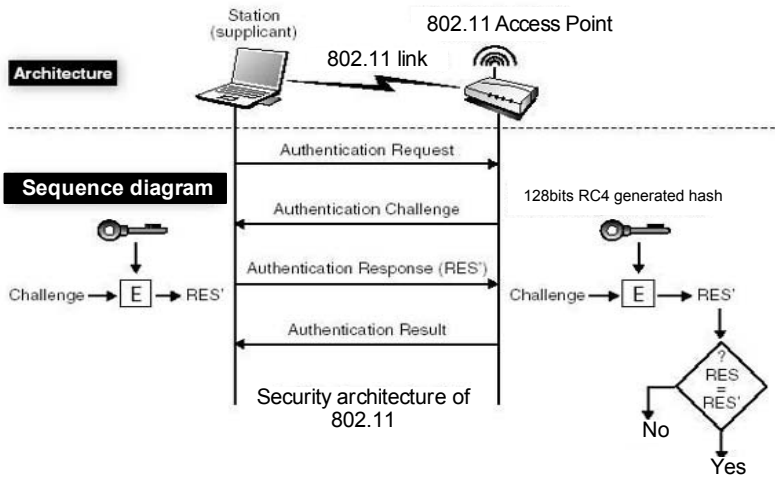 Station
(supplicant)
802.11 Access Point
802.11 link
Architecture
Authentication Request
Sequence diagram
128bits RC4 generated hash
Authentication Challenge
Authentication Response (RES')
Challenge
E
RES'
Challenge
E
RES'
Authentication Result
?
RES
=
RES'
Security architecture of
802.11
No
Yes